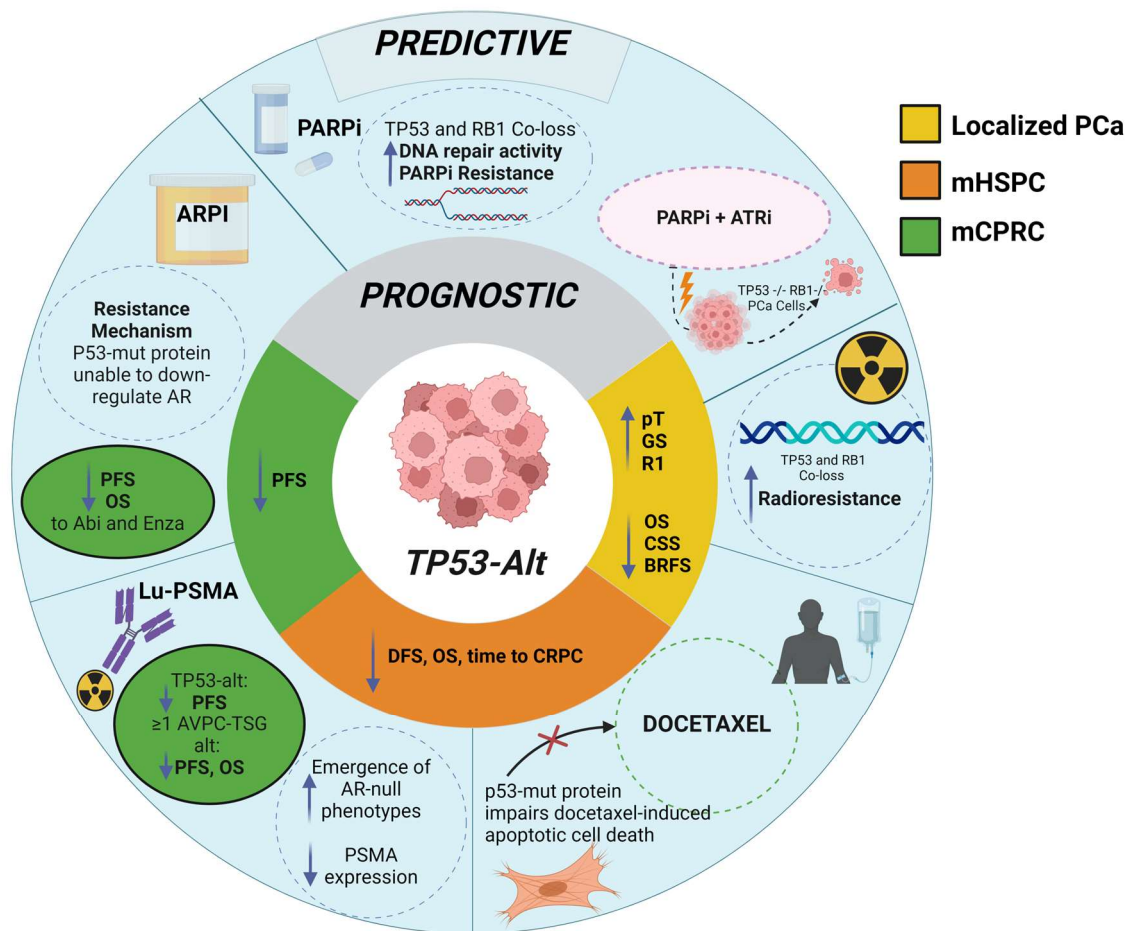 PREDICTIVE
PARPi
TP53 and RB1 Co-loss
DNA repair activity
PARPi Resistance
PARPi + ATRi
TP53 -/- RB1-/-
PCa Cells
Localized PCa
mHSPC
mCPRC
ARPI
Resistance
Mechanism
P53-mut protein
unable to down-
regulate AR
PFS
OS
to Abi and Enza
PROGNOSTIC
PFS
pT
GS
R1
OS
CSS
BRFS
TP53-Alt
DFS, OS, time to CRPC
TP53 and RB1
Co-loss
Radioresistance
Lu-PSMA
TP53-alt:
PFS
≥1 AVPC-TSG
alt:
PFS, OS
Emergence of
AR-null
phenotypes
PSMA
expression
DOCETAXEL
p53-mut protein
impairs docetaxel-induced
apoptotic cell death